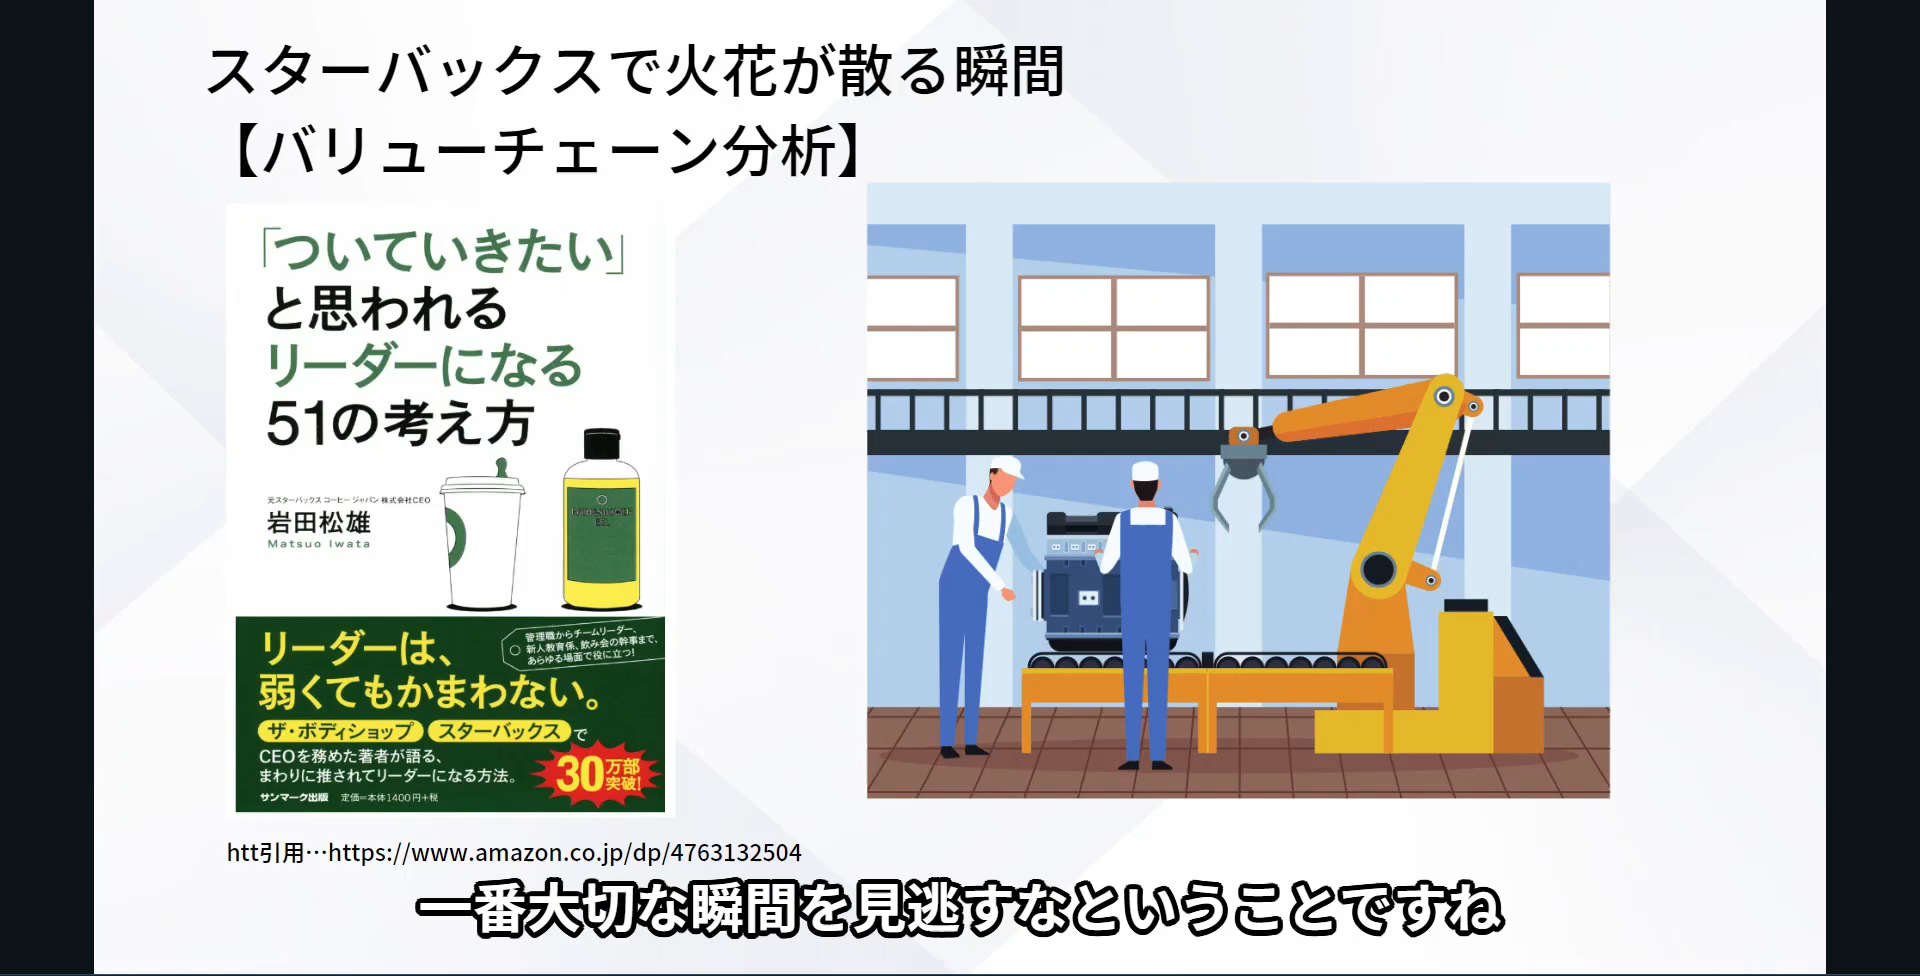 スターバックスで火花が散る瞬間
【バリューチェーン分析】
「ついていきたい」
と思われる
リーダーになる
51の考え方
元スターバックス コーヒー ジャパン 株式会社CEO
岩田松雄
Matsuo Iwata
リーダーは、
弱くてもかまわない。
管理職からチームリーダー、
新人教育係、飲み会の幹事まで、
あらゆる場面で役に立つ!
ザ・ボディショップ スターバックス で
CEOを務めた著者が語る、
まわりに推されてリーダーになる方法。
30万部
突破!
サンマーク出版 定価=本体1400円+税
htt引用…https://www.amazon.co.jp/dp/4763132504
一番大切な瞬間を見逃すなということですね